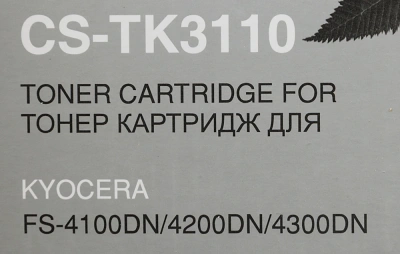 CS-TK3110
TONER CARTRIDGE FOR
ТОНЕР КАРТРИДЖ ДЛЯ
KYOCERA
FS-4100DN/4200DN/4300DN